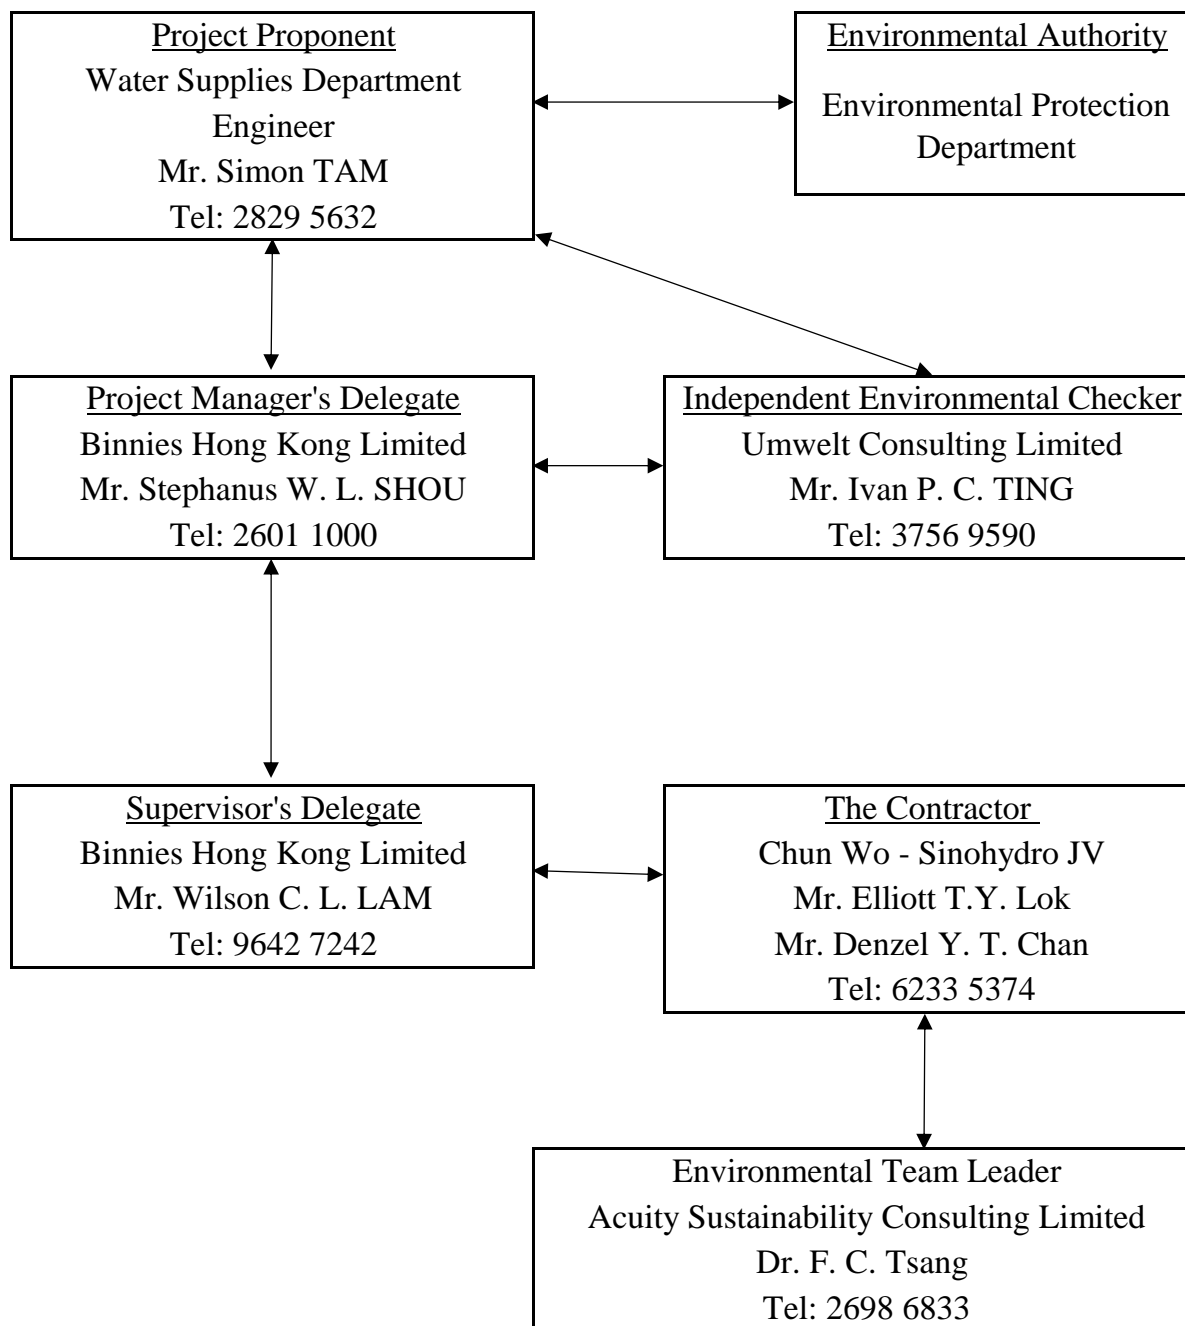 Project Proponent
Water Supplies Department
Engineer
Mr. Simon TAM
Tel: 2829 5632
Environmental Authority
Environmental Protection
Department
Project Manager's Delegate
Binnies Hong Kong Limited
Mr. Stephanus W. L. SHOU
Tel: 2601 1000
Independent Environmental Checker
Umwelt Consulting Limited
Mr. Ivan P. C. TING
Tel: 3756 9590
Supervisor's Delegate
Binnies Hong Kong Limited
Mr. Wilson C. L. LAM
Tel: 9642 7242
The Contractor
Chun Wo - Sinohydro JV
Mr. Elliott T.Y. Lok
Mr. Denzel Y. T. Chan
Tel: 6233 5374
Environmental Team Leader
Acuity Sustainability Consulting Limited
Dr. F. C. Tsang
Tel: 2698 6833